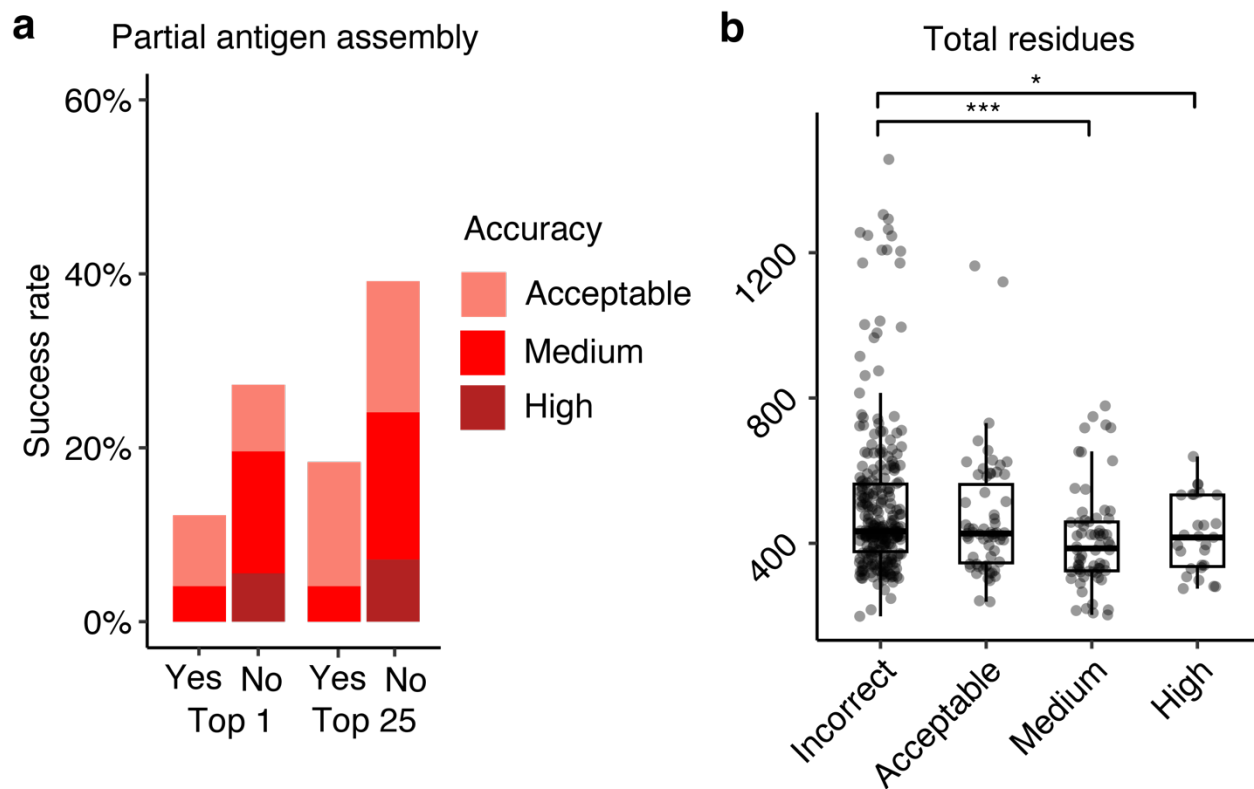 a
Partial antigen assembly
60%
40%
20%
0%
Success rate
Yes No Yes No
Top 1 Top 25
Accuracy
Acceptable
Medium
High
b
Total residues
*
***
1200
800
400
Incorrect
Acceptable
Medium
High